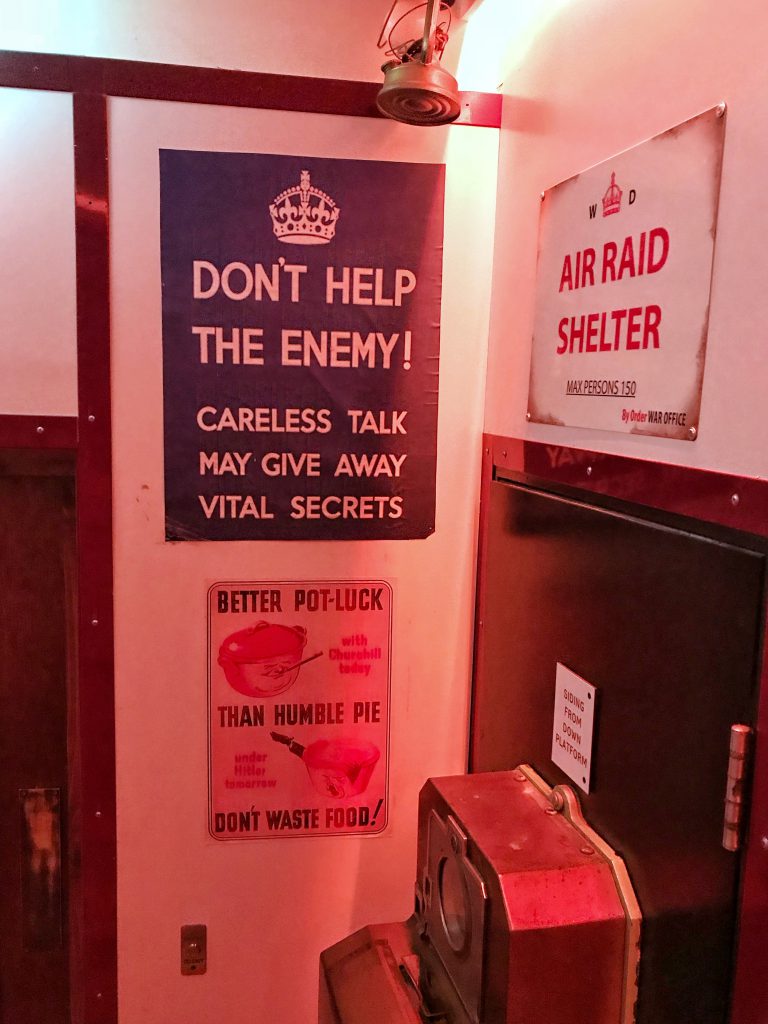 DON'T HELP
THE ENEMY!
CARELESS TALK
MAY GIVE AWAY
VITAL SECRETS
W D
AIR RAID
SHELTER
MAX PERSONS 150
By Order WAR OFFICE
BETTER POT-LUCK
with
Churchill
today
THAN HUMBLE PIE
under
Hitler
tomorrow
DON'T WASTE FOOD!
SIDING
FROM
DOWN
PLATFORM